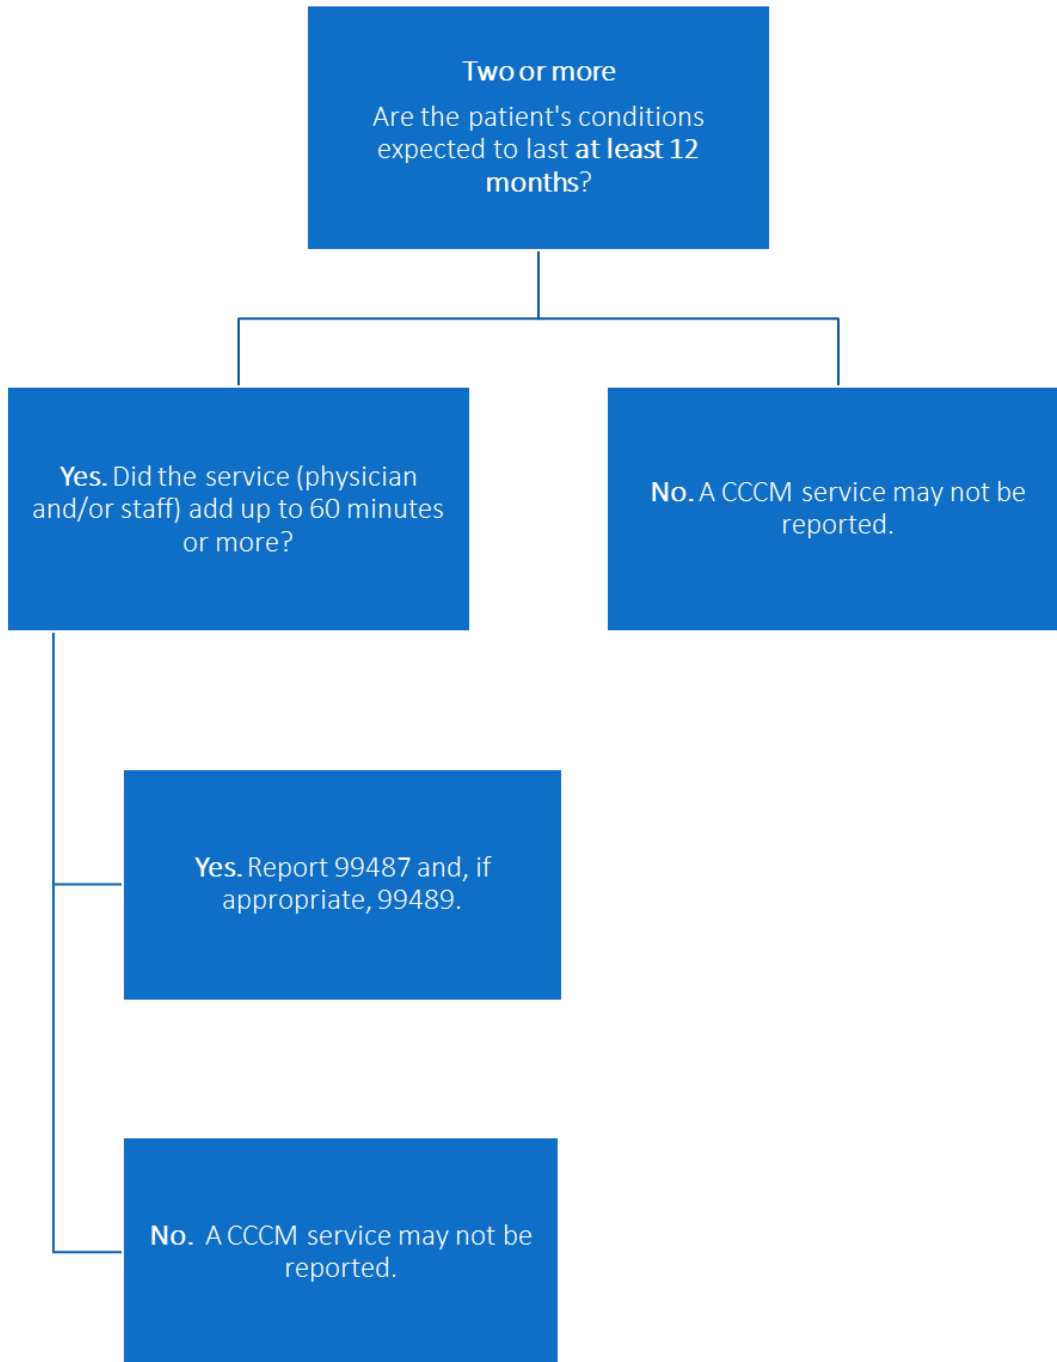 Two or more
Are the patient's conditions
expected to last at least 12
months?
Yes. Did the service (physician
and/or staff) add up to 60 minutes
or more?
No. A CCCM service may not be
reported.
Yes. Report 99487 and, if
appropriate, 99489.
No. A CCCM service may not be
reported.